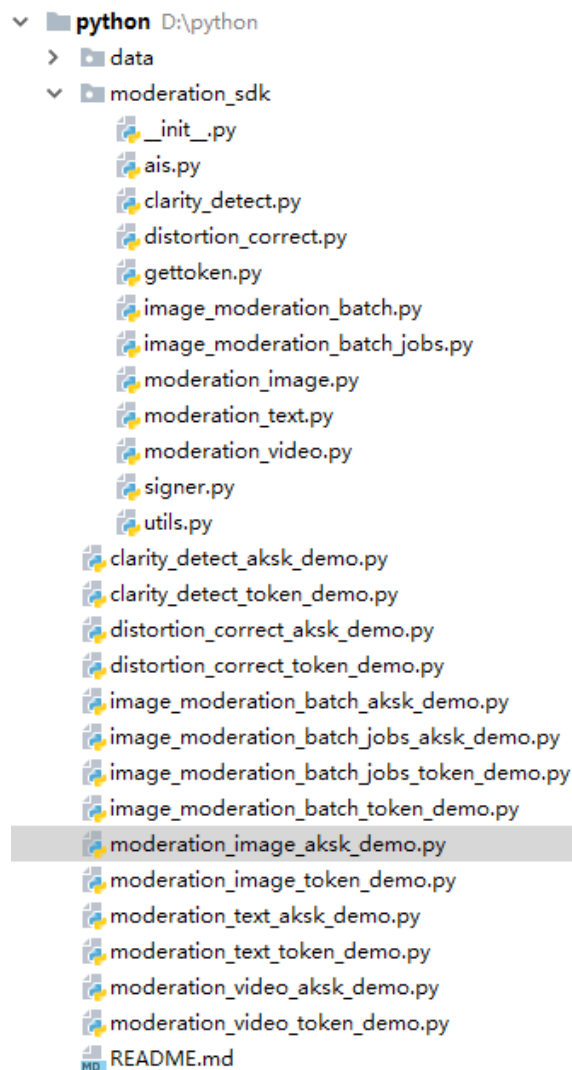 python D:\python
data
moderation_sdk
__init__.py
ais.py
clarity_detect.py
distortion_correct.py
gettoken.py
image_moderation_batch.py
image_moderation_batch_jobs.py
moderation_image.py
moderation_text.py
moderation_video.py
signer.py
utils.py
clarity_detect_aksk_demo.py
clarity_detect_token_demo.py
distortion_correct_aksk_demo.py
distortion_correct_token_demo.py
image_moderation_batch_aksk_demo.py
image_moderation_batch_jobs_aksk_demo.py
image_moderation_batch_jobs_token_demo.py
image_moderation_batch_token_demo.py
moderation_image_aksk_demo.py
moderation_image_token_demo.py
moderation_text_aksk_demo.py
moderation_text_token_demo.py
moderation_video_aksk_demo.py
moderation_video_token_demo.py
MD README.md